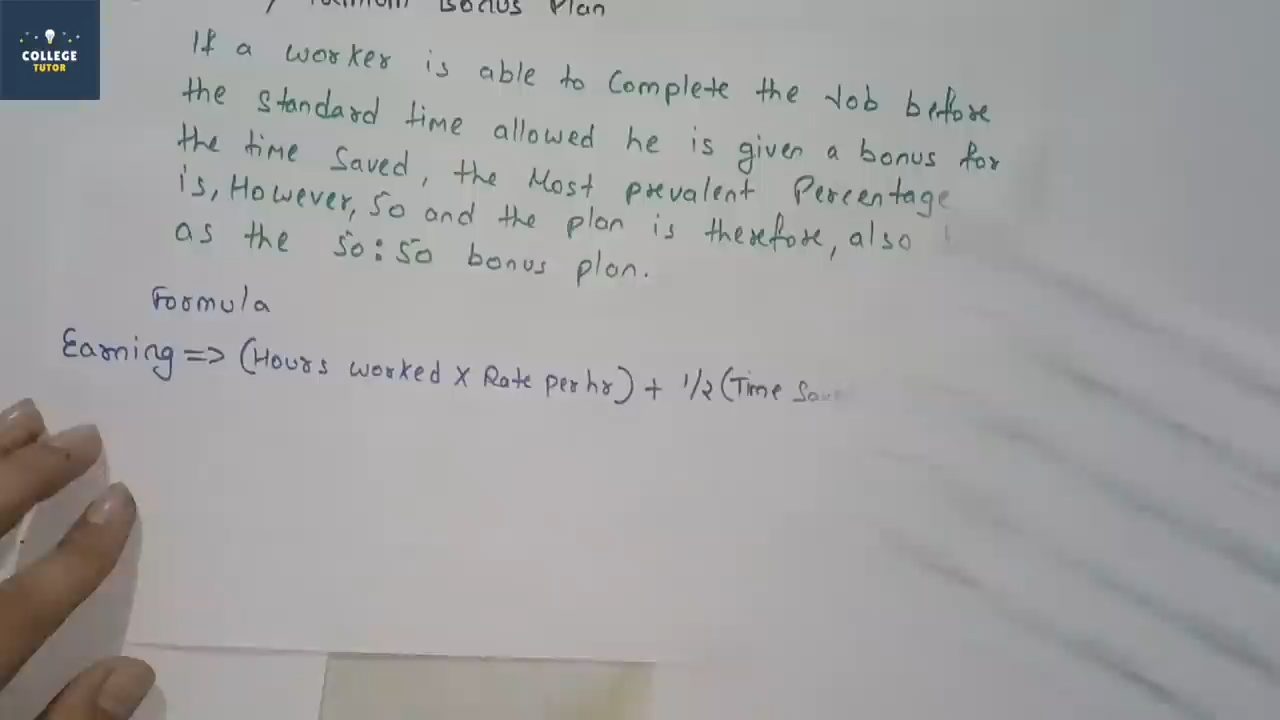 COLLEGE
TUTOR
Bonus Plan
If a worker is able to Complete the Job before
the standard time allowed he is given a bonus for
the time Saved, the Most prevalent Percentage
is, However, 50 and the plan is therefore, also
as the 50:50 bonus plan.
Formula
Earning => (Hours worked X Rate per hr) + 1/2 (Time